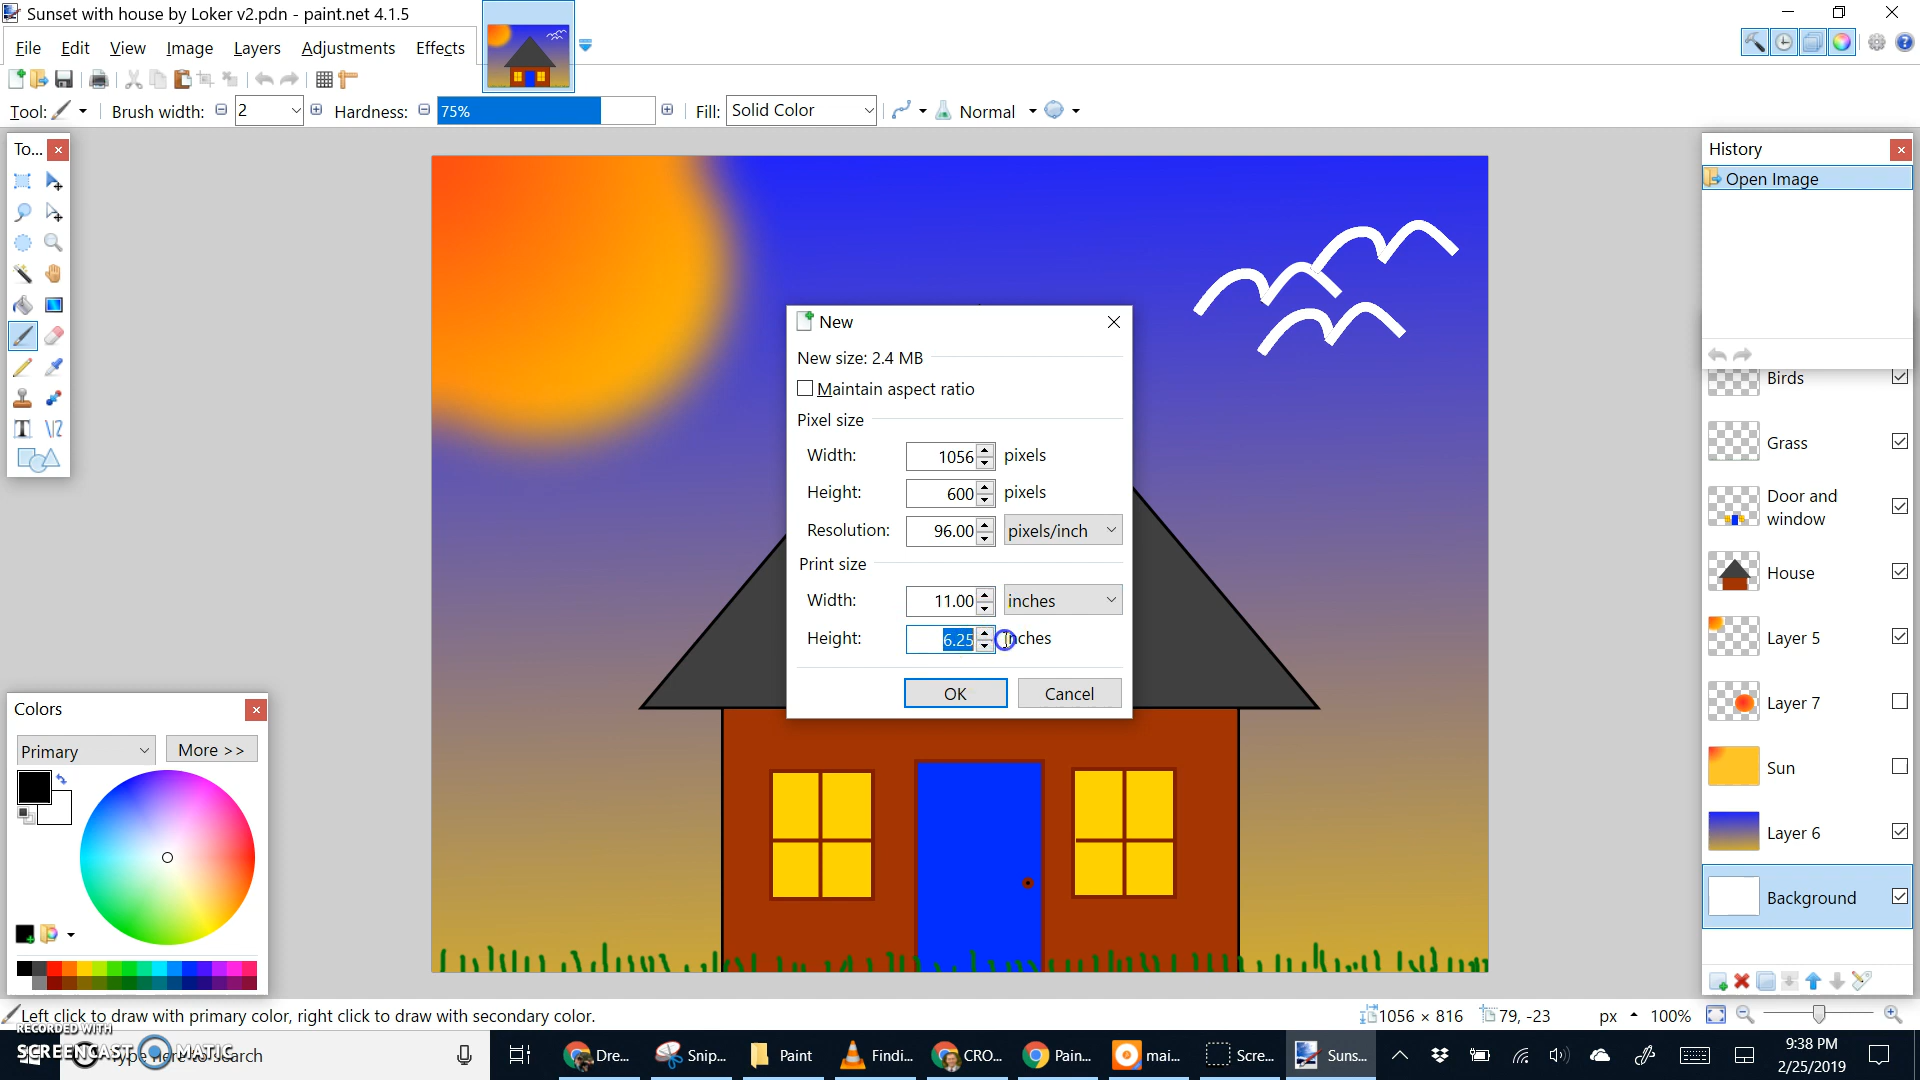 Sunset with house by Loker v2.pdn - paint.net 4.1.5
File Edit View Image Layers Adjustments Effects
Tool: Brush width: 2 Hardness: 75% Fill: Solid Color Normal
To...
History
Open Image
New
New size: 2.4 MB
Maintain aspect ratio
Pixel size
Width: 1056 pixels
Height: 600 pixels
Resolution: 96.00 pixels/inch
Print size
Width: 11.00 inches
Height: 6.25 inches
OK Cancel
Birds
Grass
Door and
window
House
Layer 5
Layer 7
Sun
Layer 6
Background
Colors
Primary More >>
Left click to draw with primary color, right click to draw with secondary color.
1056 × 816 79, -23 px 100%
RECORDED WITH
SCREENCAST MATIC
Type here to search
Dre... Snip... Paint Findi... CRO... Pain... mai... Scre... Suns...
9:38 PM
2/25/2019